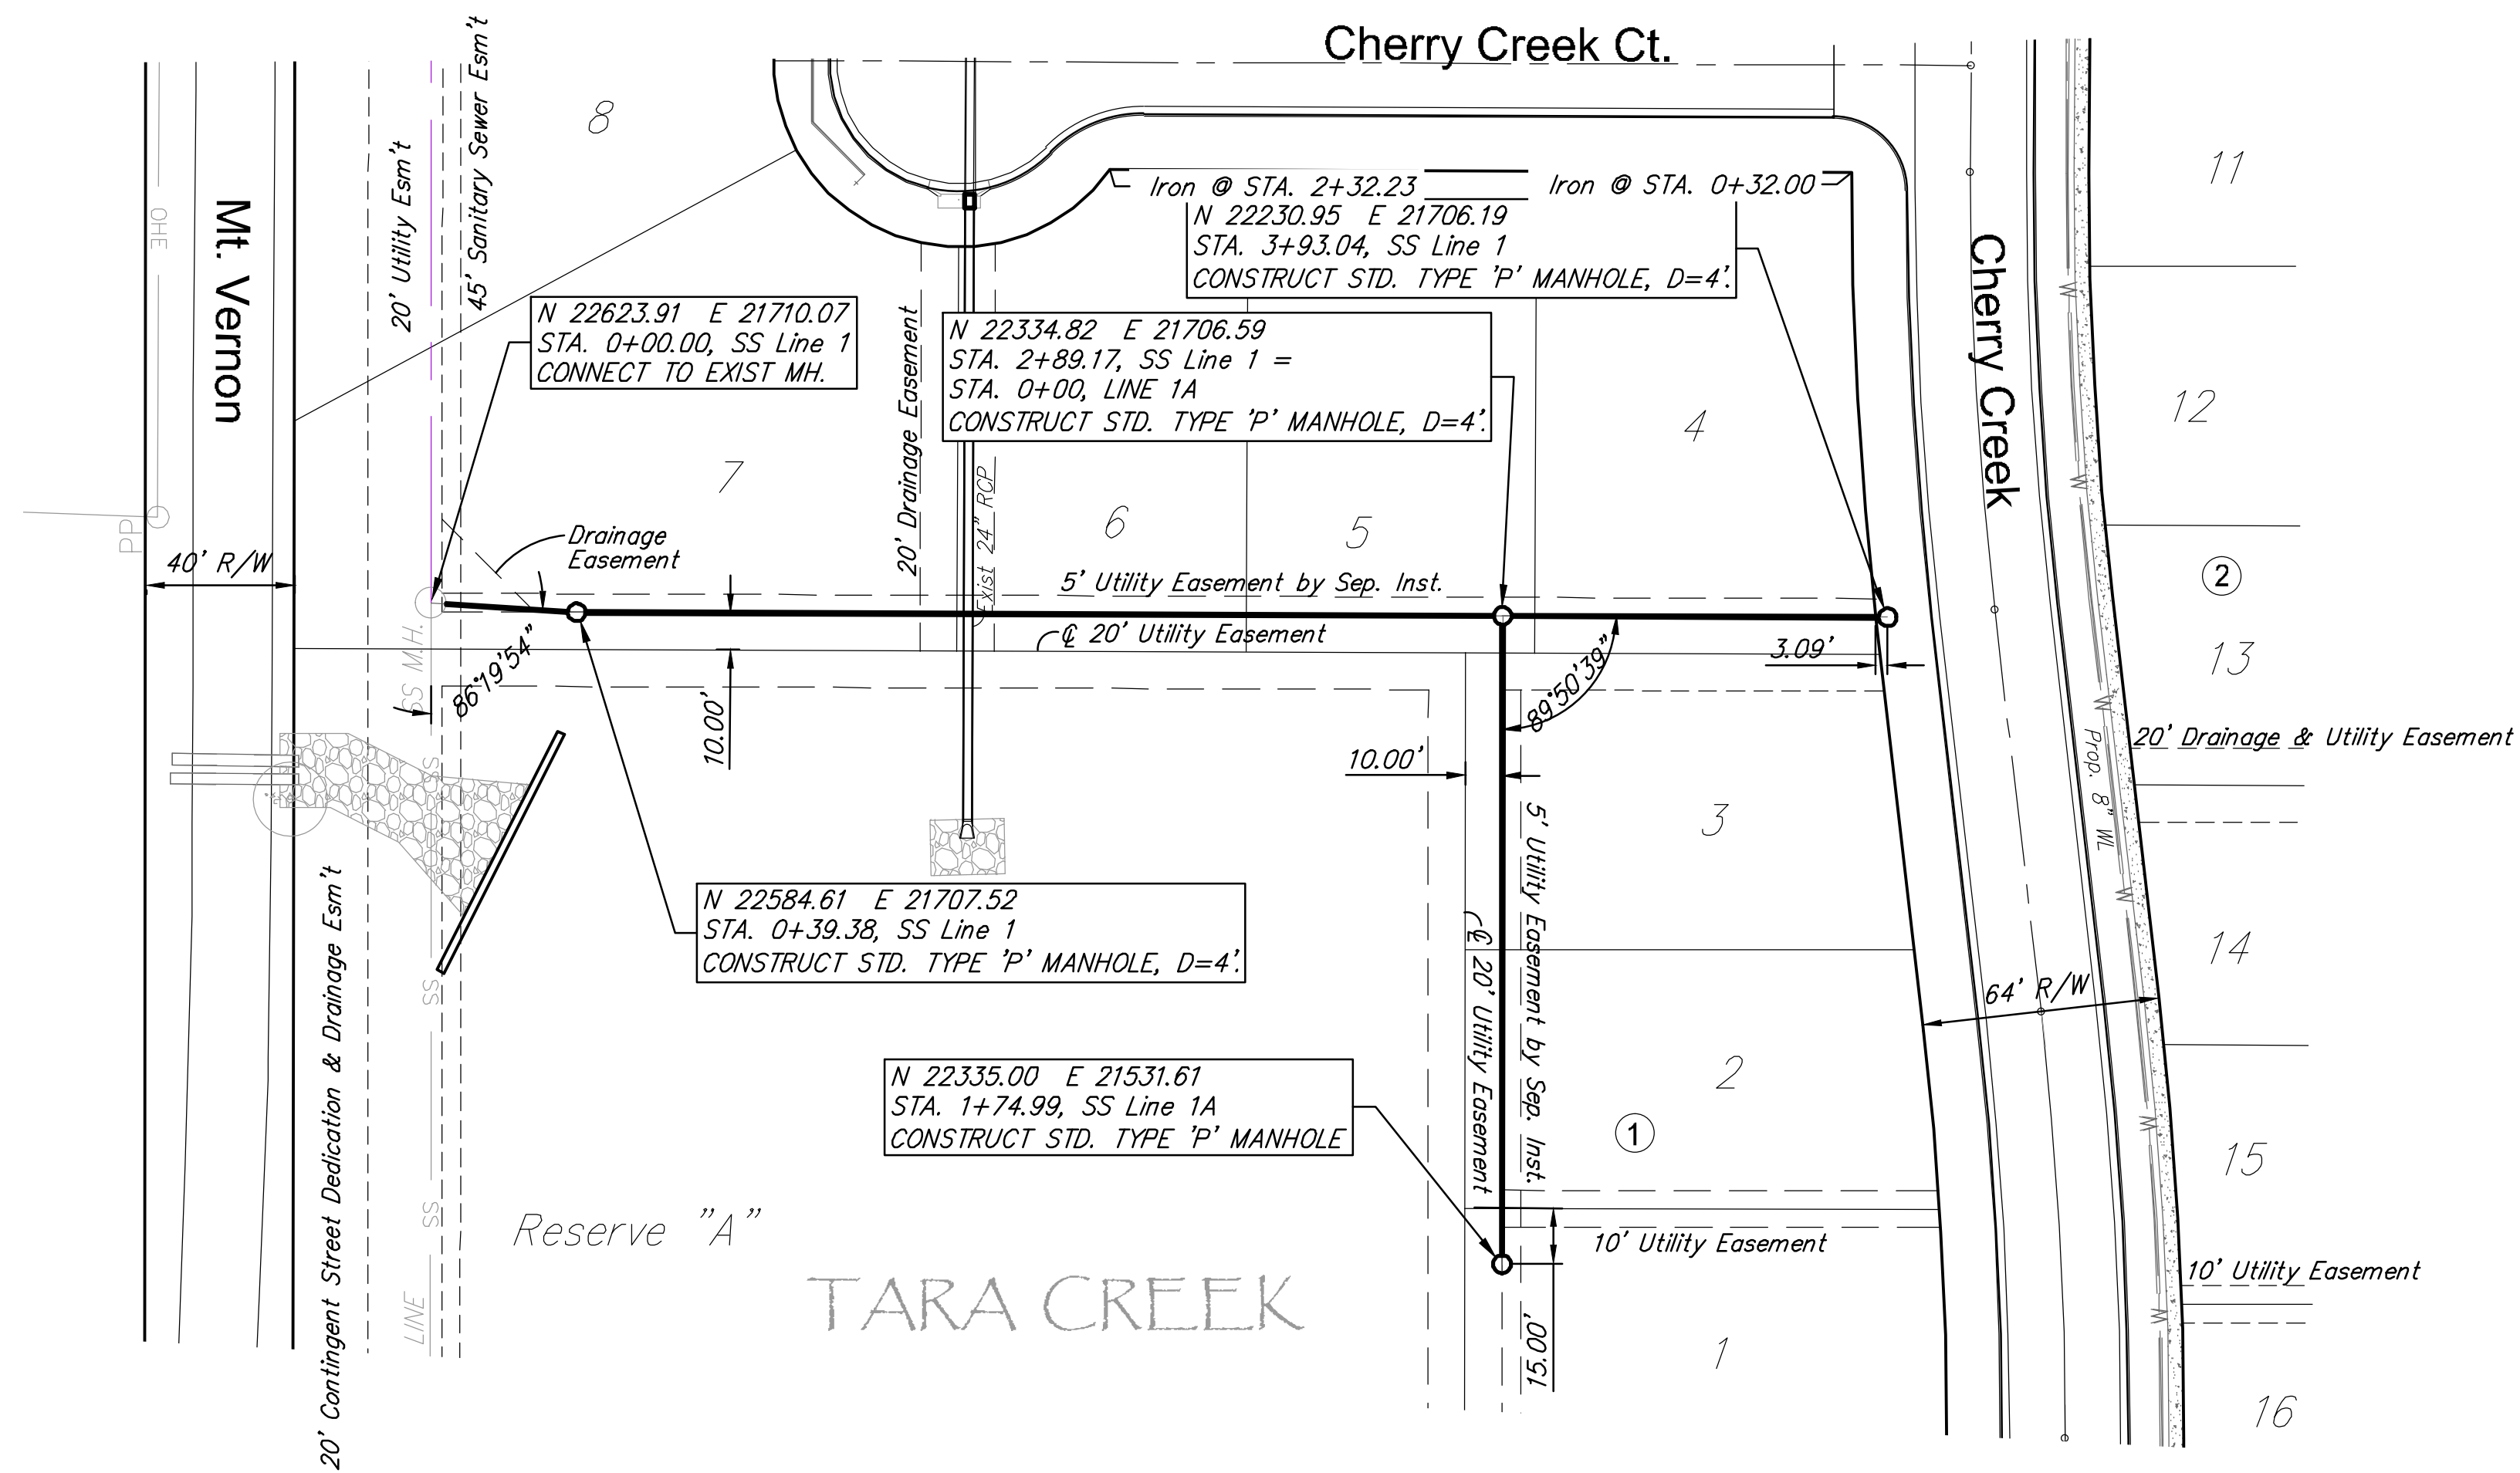 Cherry Creek Ct.
8
20' Utility Esm't
45' Sanitary Sewer Esm't
OHE
Mt. Vernon
PP
40' R/W
Iron @ STA. 2+32.23
Iron @ STA. 0+32.00
N 22230.95 E 21706.19
STA. 3+93.04, SS Line 1
CONSTRUCT STD. TYPE 'P' MANHOLE, D=4'.
N 22623.91 E 21710.07
STA. 0+00.00, SS Line 1
CONNECT TO EXIST MH.
N 22334.82 E 21706.59
STA. 2+89.17, SS Line 1 =
STA. 0+00, LINE 1A
CONSTRUCT STD. TYPE 'P' MANHOLE, D=4'.
Cherry Creek
11
12
4
7
20' Drainage Easement
Exist 24" RCP
6
5
Drainage
Easement
5' Utility Easement by Sep. Inst.
℄ 20' Utility Easement
2
13
3.09'
SS M.H.
86°19'54"
10.00'
89°50'39"
10.00'
20' Drainage & Utility Easement
Prop. 8" WL
W
W
W
W
W
W
3
5' Utility Easement by Sep. Inst.
℄ 20' Utility Easement
N 22584.61 E 21707.52
STA. 0+39.38, SS Line 1
CONSTRUCT STD. TYPE 'P' MANHOLE, D=4'.
SS
SS
SS
LINE
20' Contingent Street Dedication & Drainage Esm't
14
64' R/W
N 22335.00 E 21531.61
STA. 1+74.99, SS Line 1A
CONSTRUCT STD. TYPE 'P' MANHOLE
2
1
15
Reserve "A"
10' Utility Easement
10' Utility Easement
TARA CREEK
15.00'
1
16